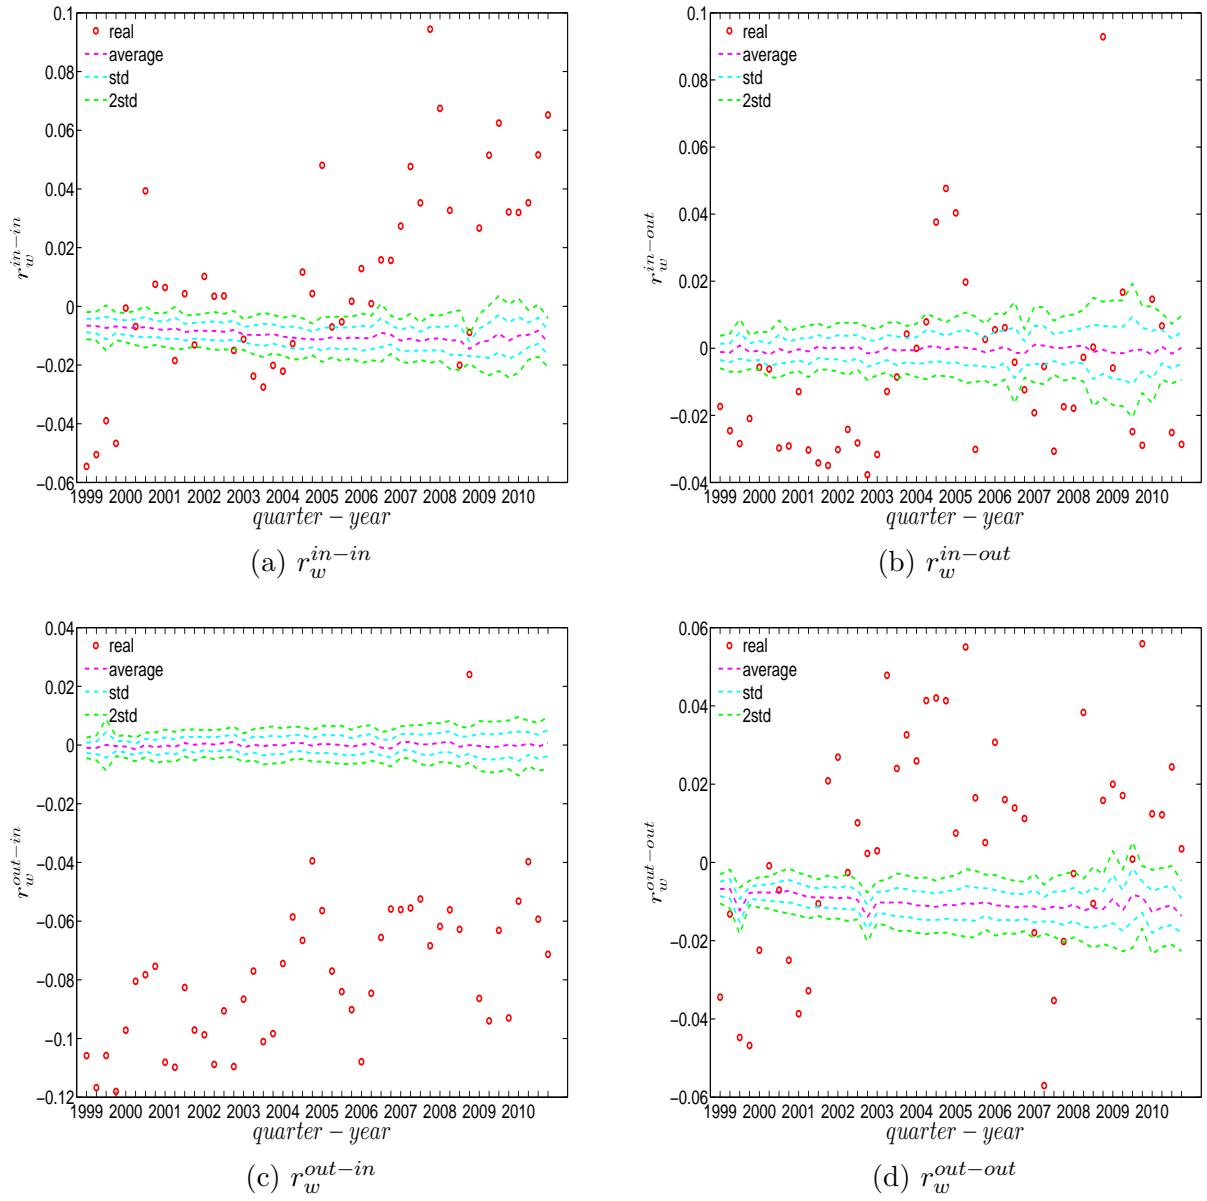 0.1
0.08
0.06
0.04
0.02
0
−0.02
−0.04
−0.06
real
average
std
2std
r_w^{in−in}
1999 2000 2001 2002 2003 2004 2005 2006 2007 2008 2009 2010
quarter − year
(a) r_w^{in−in}
0.1
0.08
0.06
0.04
0.02
0
−0.02
−0.04
real
average
std
2std
r_w^{in−out}
1999 2000 2001 2002 2003 2004 2005 2006 2007 2008 2009 2010
quarter − year
(b) r_w^{in−out}
0.04
0.02
0
−0.02
−0.04
−0.06
−0.08
−0.1
−0.12
real
average
std
2std
r_w^{out−in}
1999 2000 2001 2002 2003 2004 2005 2006 2007 2008 2009 2010
quarter − year
(c) r_w^{out−in}
0.06
0.04
0.02
0
−0.02
−0.04
−0.06
real
average
std
2std
r_w^{out−out}
1999 2000 2001 2002 2003 2004 2005 2006 2007 2008 2009 2010
quarter − year
(d) r_w^{out−out}